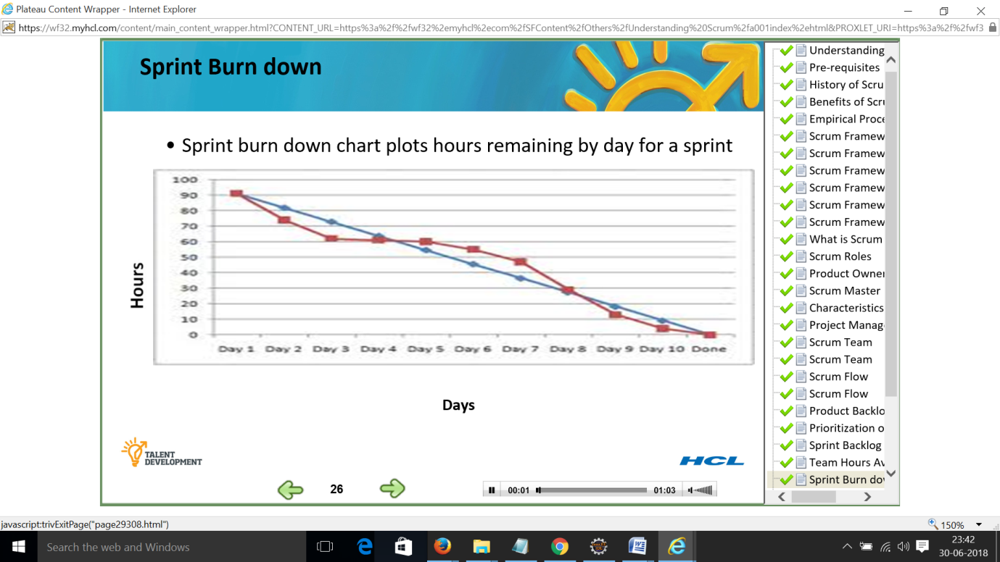 Plateau Content Wrapper - Internet Explorer
https://wf32.myhcl.com/content/main_content_wrapper.html?CONTENT_URL=https%3a%2f%2fwf32%2emyhcl%2ecom%2fSFContent%2fOthers%2fUnderstanding%20Scrum%2fa001index%2ehtml&PROXLET_URI=https%3a%2f%2fwf3
Sprint Burn down
• Sprint burn down chart plots hours remaining by day for a sprint
100
90
80
70
60
50
40
30
20
10
0
Hours
Day 1 Day 2 Day 3 Day 4 Day 5 Day 6 Day 7 Day 8 Day 9 Day 10 Done
Days
TALENT
DEVELOPMENT
HCL
26
00:01
01:03
Understanding
Pre-requisites
History of Scru
Benefits of Scru
Empirical Proce
Scrum Framew
Scrum Framew
Scrum Framew
Scrum Framew
Scrum Framew
Scrum Framew
What is Scrum
Scrum Roles
Product Owner
Scrum Master
Characteristics
Project Manag
Scrum Team
Scrum Team
Scrum Flow
Scrum Flow
Product Backlo
Prioritization o
Sprint Backlog
Team Hours Av
Sprint Burn dov
javascript:trivExitPage("page29308.html")
150%
Search the web and Windows
23:42
30-06-2018